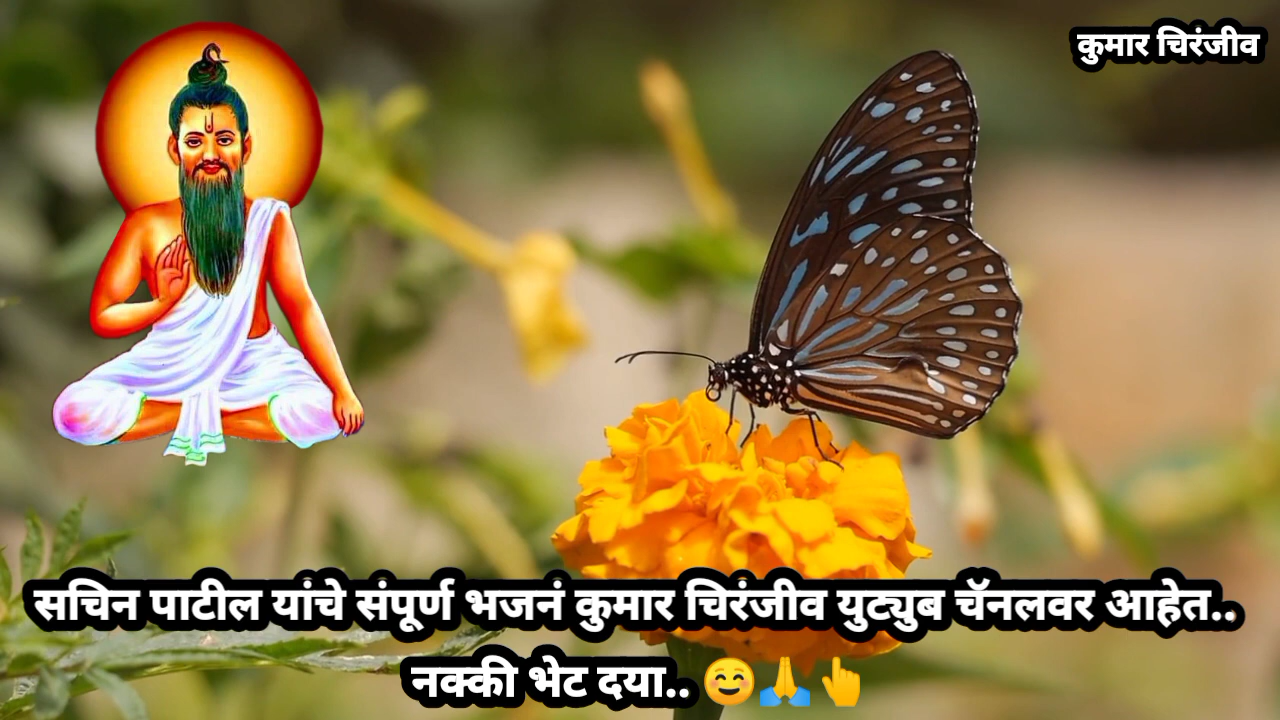 कुमार चिरंजीव
सचिन पाटील यांचे संपूर्ण भजनं कुमार चिरंजीव युट्युब चॅनलवर आहेत..
नक्की भेट दया.. ☺️🙏👆